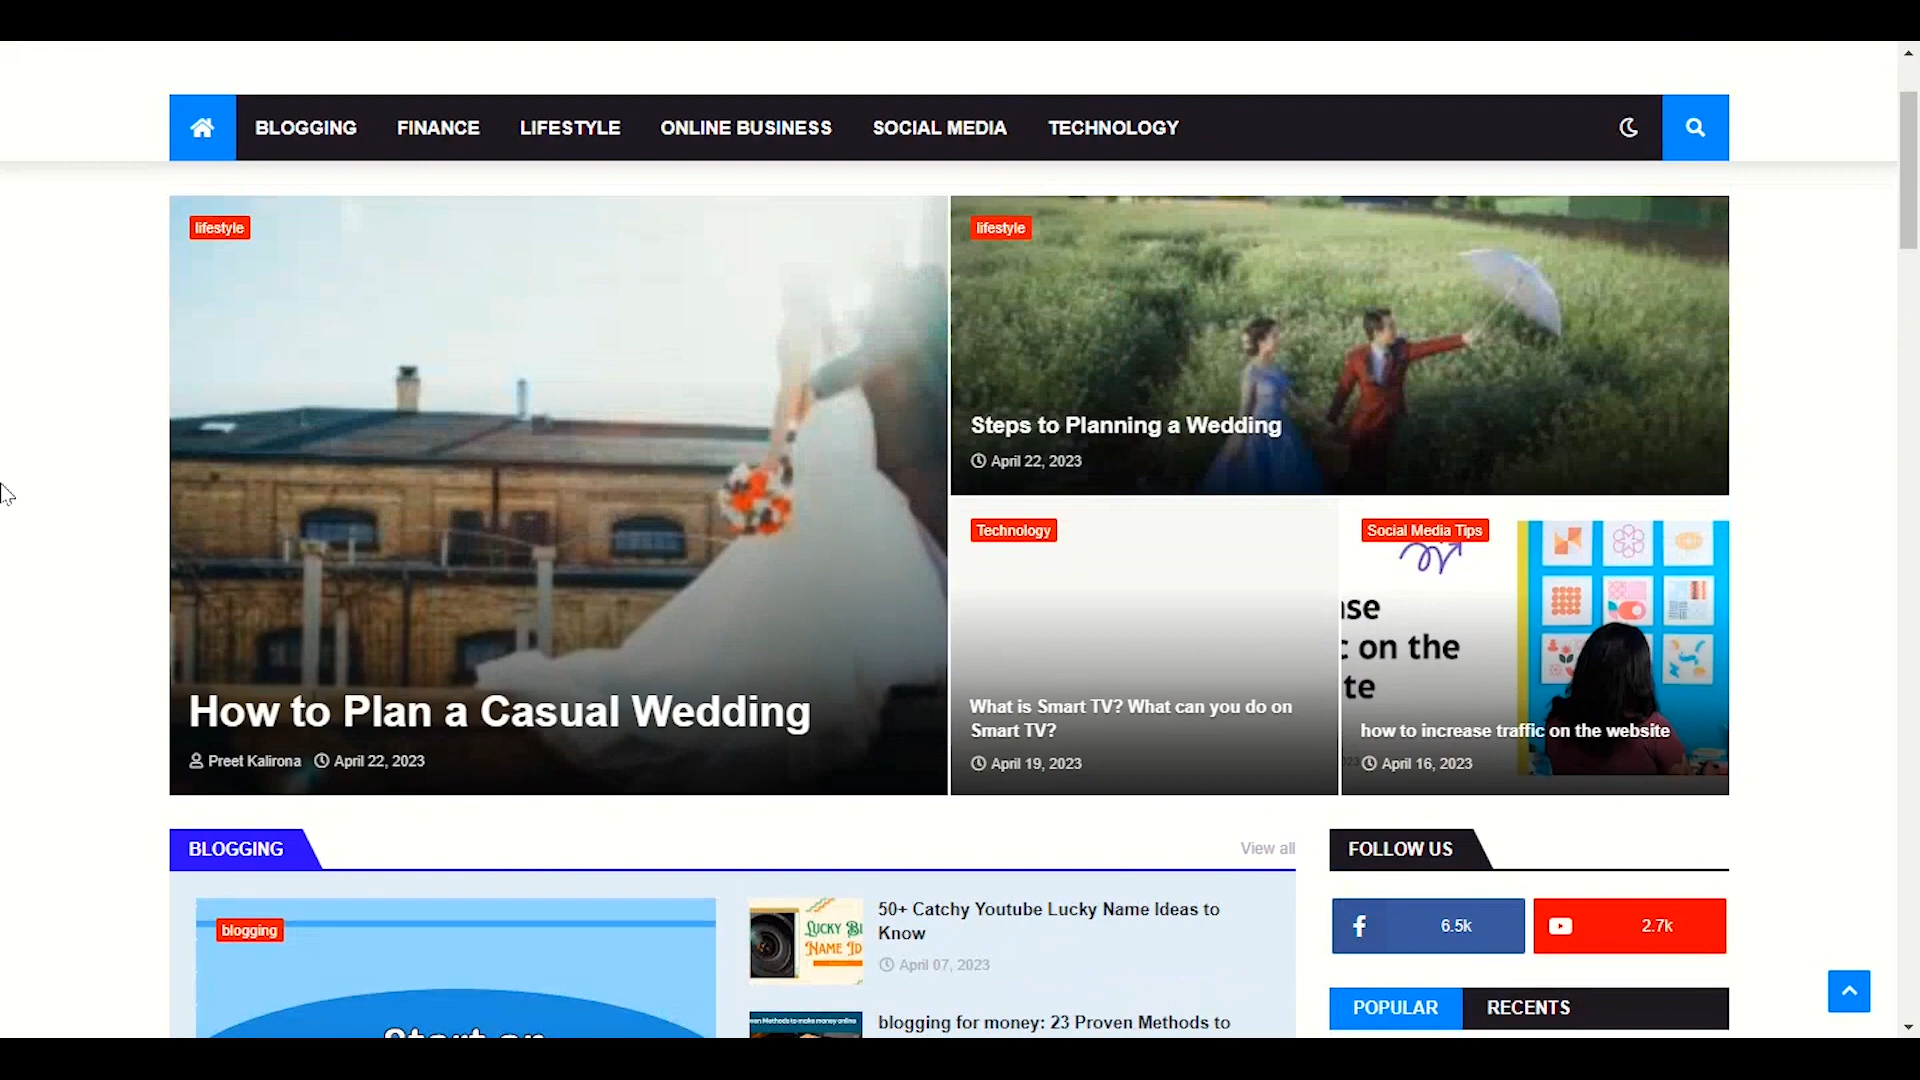 BLOGGING FINANCE LIFESTYLE ONLINE BUSINESS SOCIAL MEDIA TECHNOLOGY
lifestyle
How to Plan a Casual Wedding
Preet Kalirona April 22, 2023
lifestyle
Steps to Planning a Wedding
April 22, 2023
Technology
What is Smart TV? What can you do on
Smart TV?
April 19, 2023
Social Media Tips
on the
how to increase traffic on the website
April 16, 2023
BLOGGING
View all
blogging
50+ Catchy Youtube Lucky Name Ideas to
Know
April 07, 2023
blogging for money: 23 Proven Methods to
FOLLOW US
6.5k
2.7k
POPULAR RECENTS